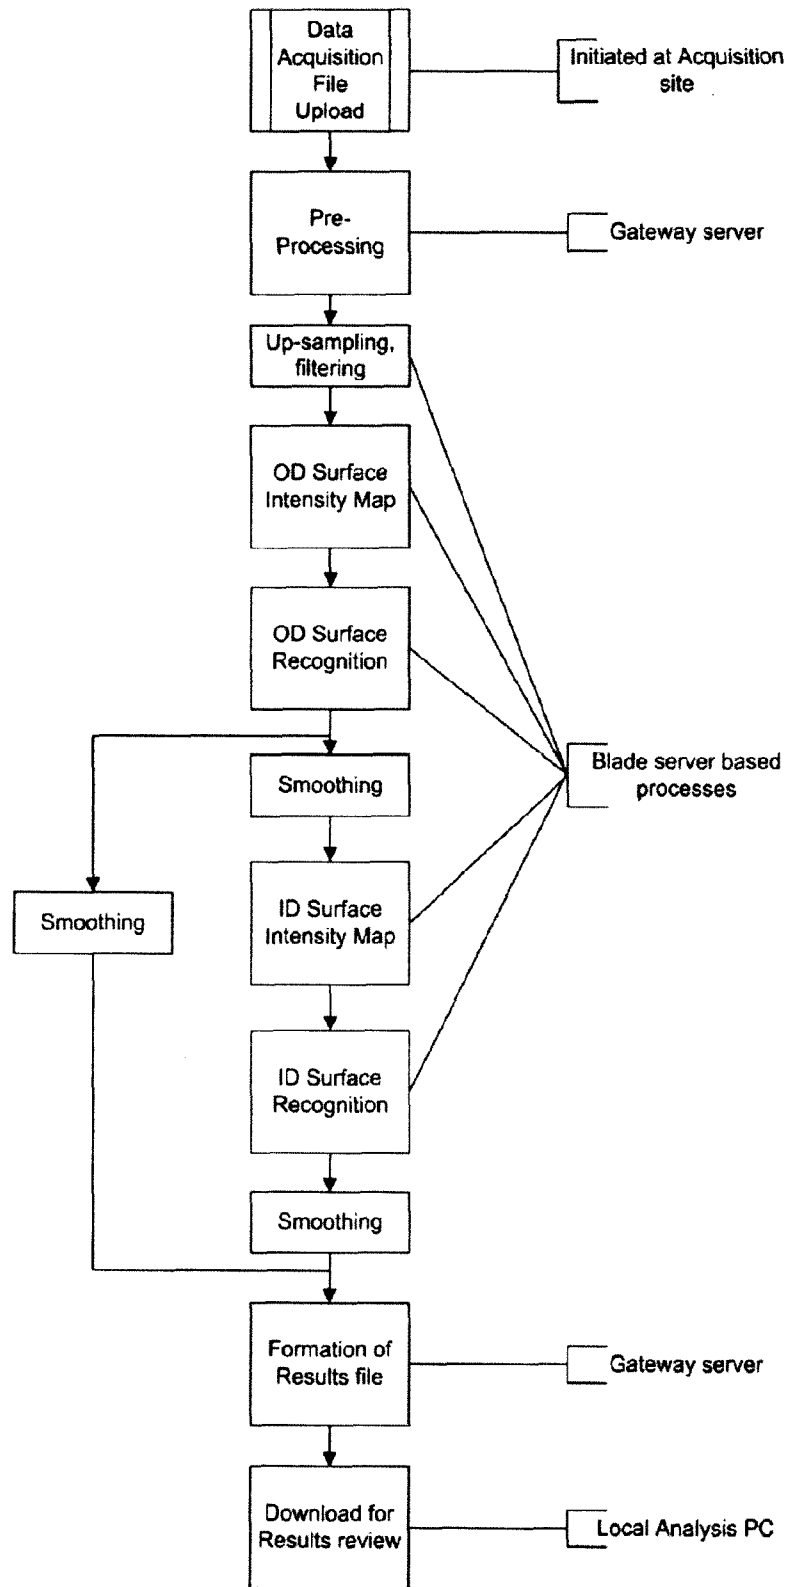 Data
Acquisition
File
Upload
Initiated at Acquisition
site
Pre-
Processing
Gateway server
Up-sampling,
filtering
OD Surface
Intensity Map
OD Surface
Recognition
Blade server based
processes
Smoothing
Smoothing
ID Surface
Intensity Map
ID Surface
Recognition
Smoothing
Formation of
Results file
Gateway server
Download for
Results review
Local Analysis PC